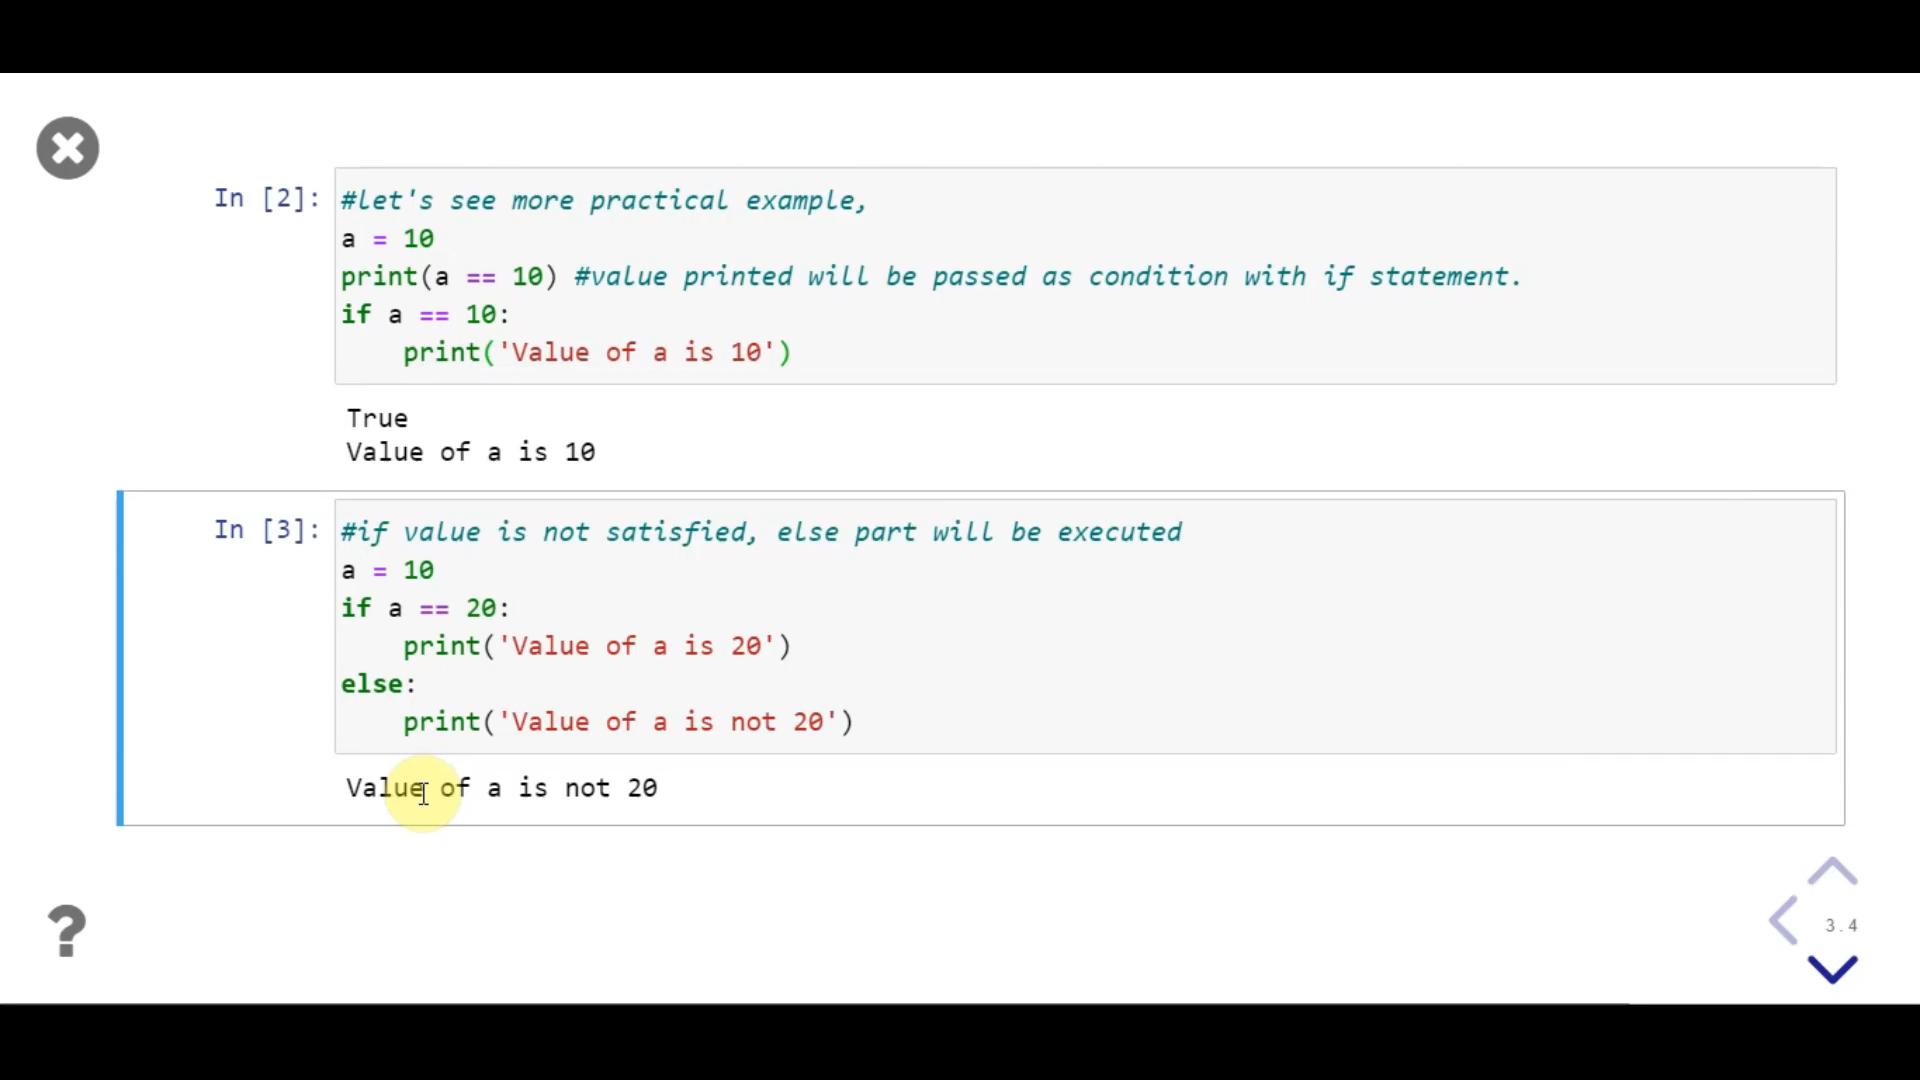 In [2]: #let's see more practical example,
a = 10
print(a == 10) #value printed will be passed as condition with if statement.
if a == 10:
    print('Value of a is 10')
True
Value of a is 10
In [3]: #if value is not satisfied, else part will be executed
a = 10
if a == 20:
    print('Value of a is 20')
else:
    print('Value of a is not 20')
Value of a is not 20
?
3.4